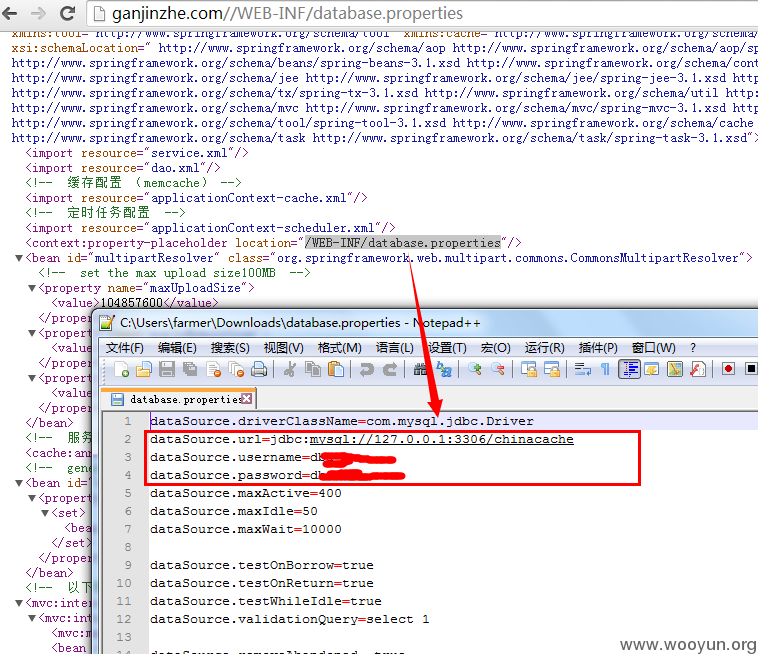 ganjinzhe.com//WEB-INF/database.properties
xmlns:tool="http://www.springframework.org/schema/tool" xmlns:xsi="http://www.springframework.org/schema
xsi:schemaLocation=" http://www.springframework.org/schema/aop http://www.springframework.org/schema/aop/sp
http://www.springframework.org/schema/beans/spring-beans-3.1.xsd http://www.springframework.org/schema/cont
http://www.springframework.org/schema/jee http://www.springframework.org/schema/jee/spring-jee-3.1.xsd
http://www.springframework.org/schema/tx/spring-tx-3.1.xsd http://www.springframework.org/schema/util http:
http://www.springframework.org/schema/mvc http://www.springframework.org/schema/mvc/spring-mvc-3.1.xsd http
http://www.springframework.org/schema/tool/spring-tool-3.1.xsd http://www.springframework.org/schema/cache
http://www.springframework.org/schema/task http://www.springframework.org/schema/task/spring-task-3.1.xsd">
<import resource="service.xml"/>
<import resource="dao.xml"/>
<!-- 缓存配置 （memcache） -->
<import resource="applicationContext-cache.xml"/>
<!-- 定时任务配置 -->
<import resource="applicationContext-scheduler.xml"/>
<context:property-placeholder location="/WEB-INF/database.properties"/>
▼<bean id="multipartResolver" class="org.springframework.web.multipart.commons.CommonsMultipartResolver">
<!-- set the max upload size100MB -->
▼<property name="maxUploadSize">
<value>104857600</value>
</proper
▼<propert
<value
</proper
▼<propert
<value
</proper
</bean>
<!-- 服务
<cache:ann
<!-- gene
▼<bean id="
▼<propert
▼<set>
<bea
</set>
</proper
</bean>
<!-- 以下
▼<mvc:inte
▼<mvc:int
<mvc:m
<bean
C:\Users\farmer\Downloads\database.properties - Notepad++
文件(F) 编辑(E) 搜索(S) 视图(V) 格式(M) 语言(L) 设置(T) 宏(O) 运行(R) 插件(P) 窗口(W) ?
database.properties
1 dataSource.driverClassName=com.mysql.jdbc.Driver
2 dataSource.url=jdbc:mysql://127.0.0.1:3306/chinacache
3 dataSource.username=d
4 dataSource.password=d
5 dataSource.maxActive=400
6 dataSource.maxIdle=50
7 dataSource.maxWait=10000
8
9 dataSource.testOnBorrow=true
10 dataSource.testOnReturn=true
11 dataSource.testWhileIdle=true
12 dataSource.validationQuery=select 1
13
www.wooyun.org